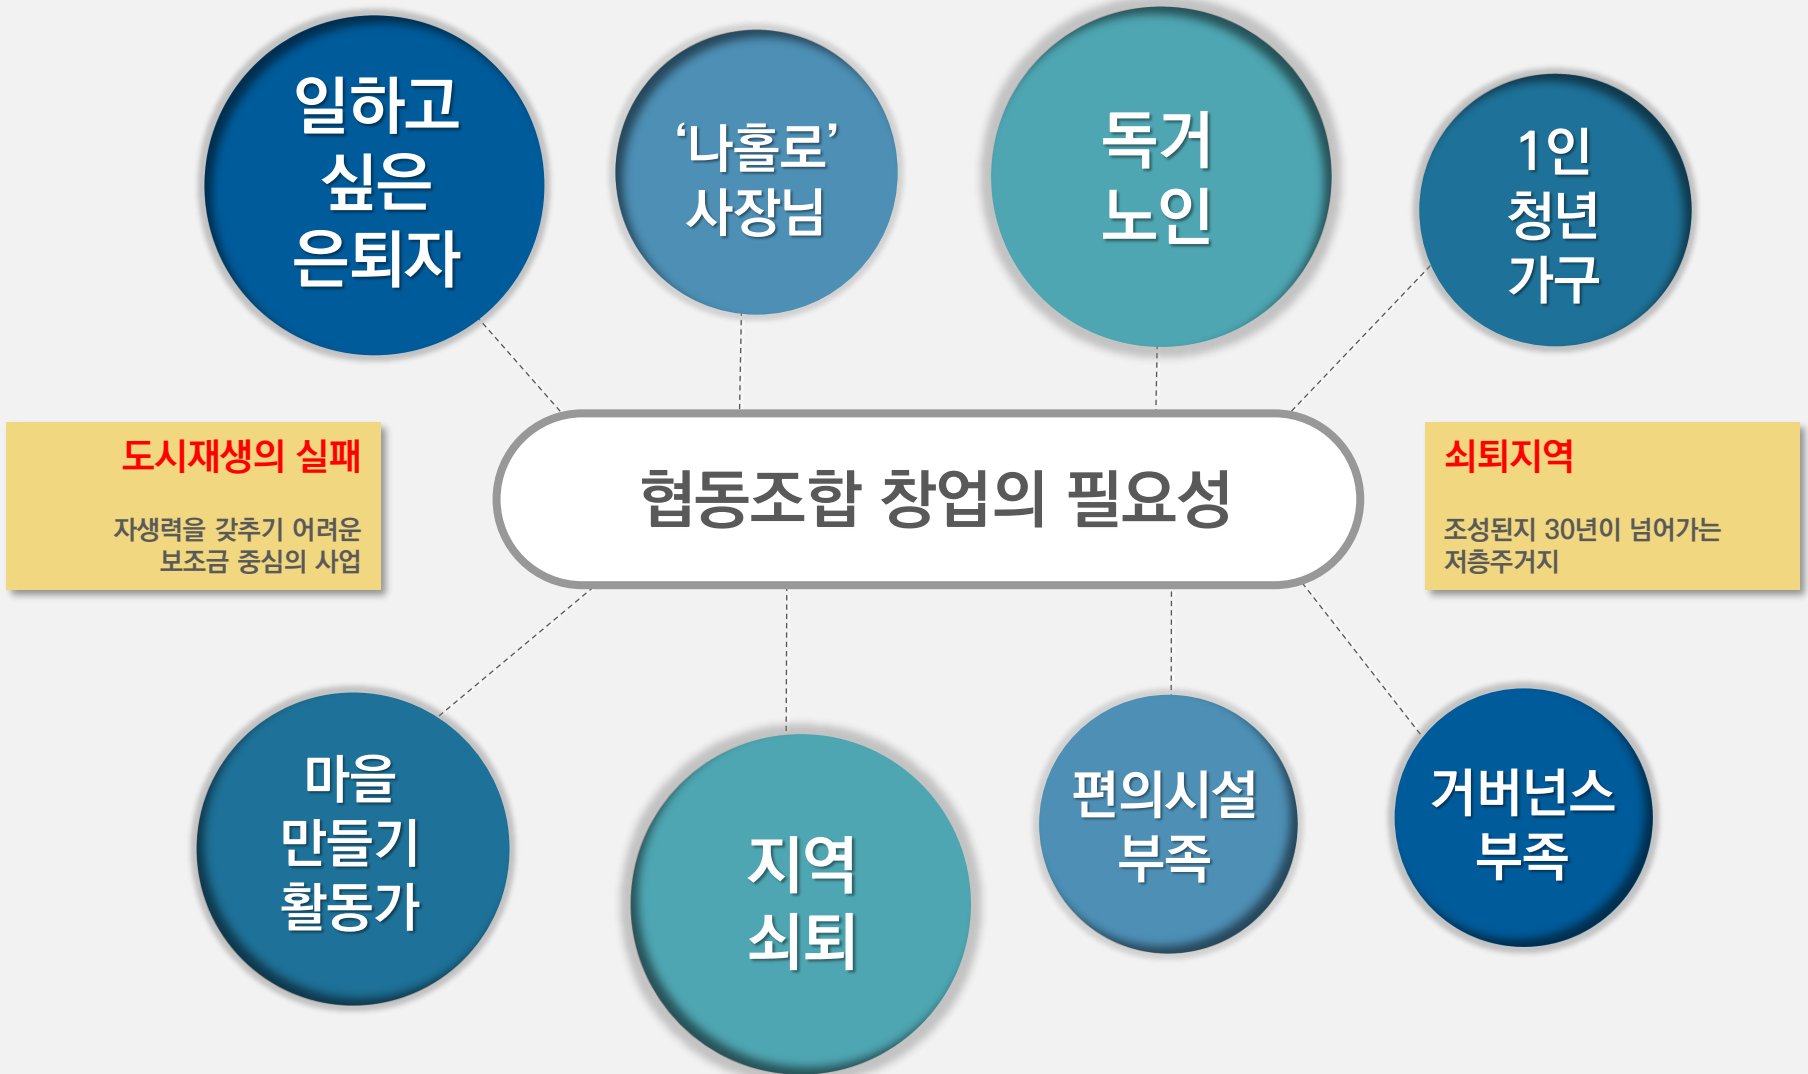 일하고
싶은
은퇴자
‘나홀로’
사장님
독거
노인
1인
청년
가구
도시재생의 실패
자생력을 갖추기 어려운
보조금 중심의 사업
협동조합 창업의 필요성
쇠퇴지역
조성된지 30년이 넘어가는
저층주거지
마을
만들기
활동가
지역
쇠퇴
편의시설
부족
거버넌스
부족